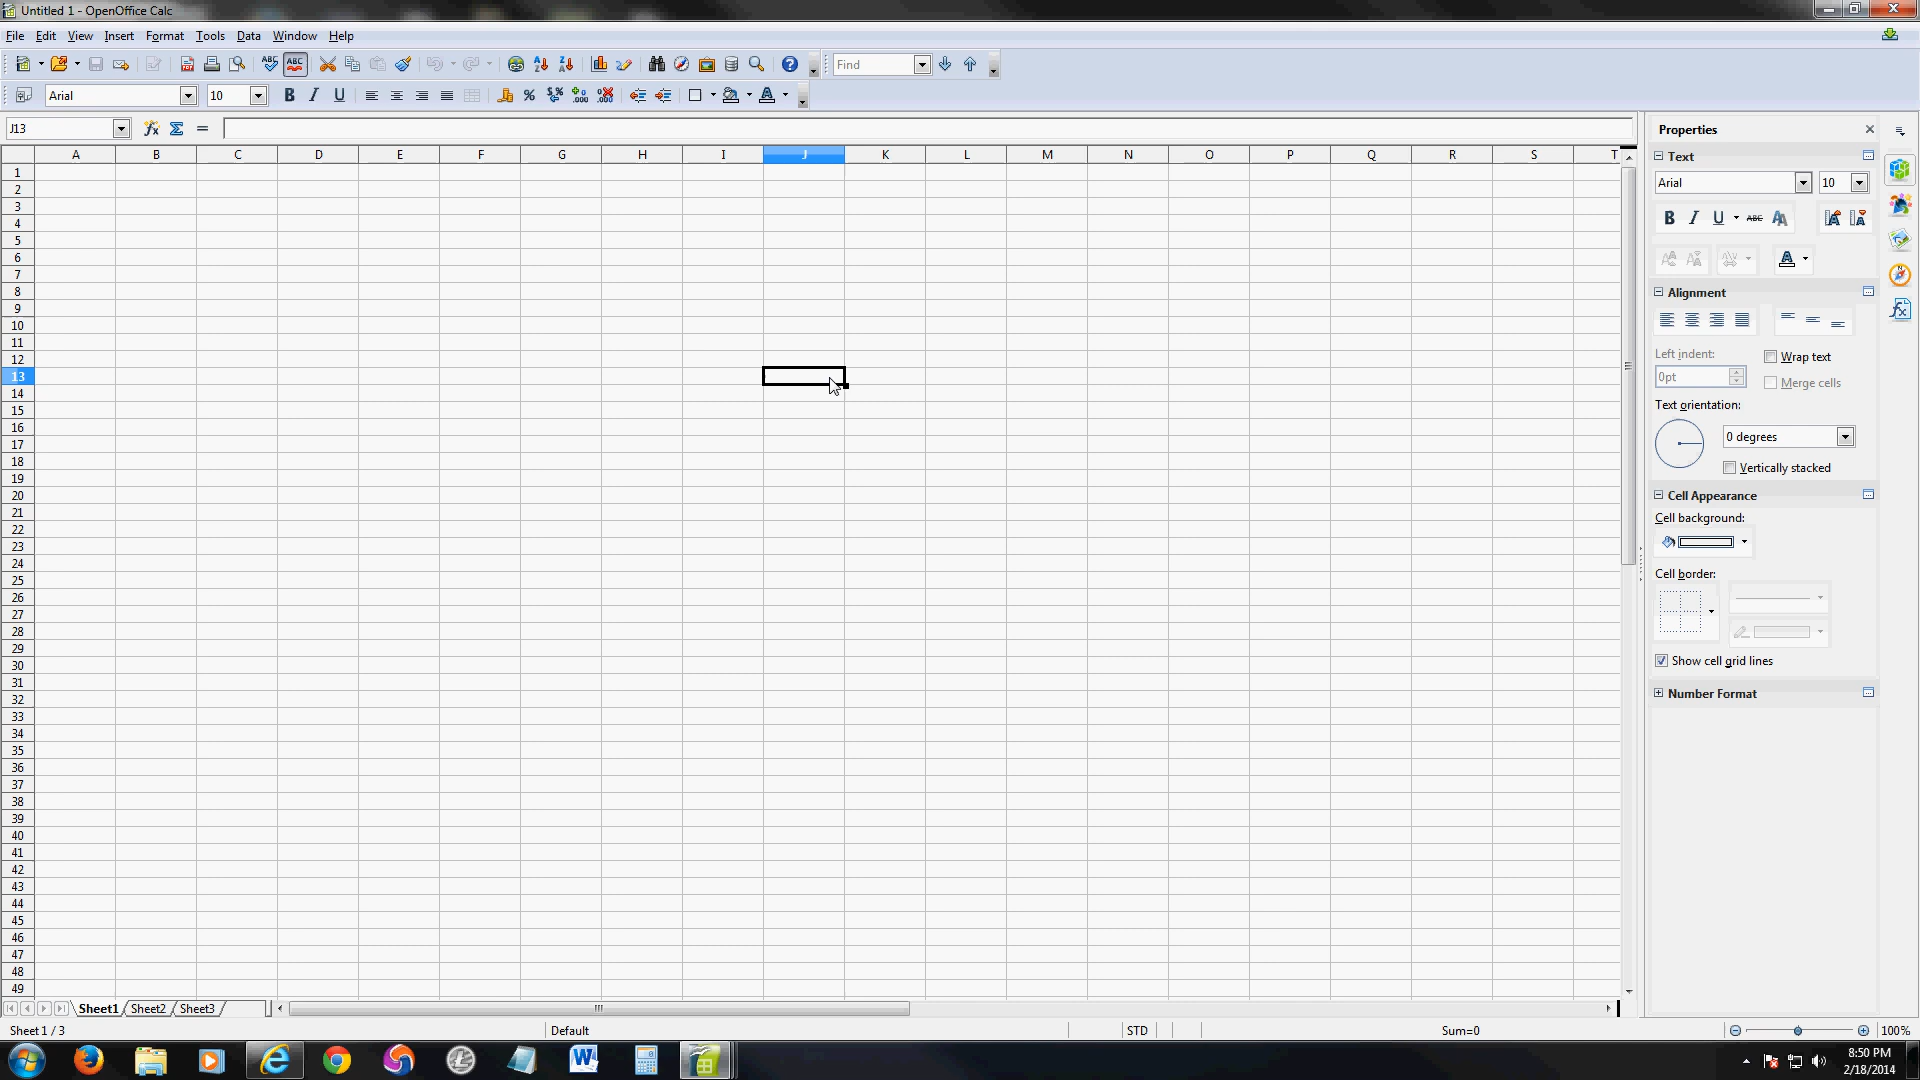 Untitled 1 - OpenOffice Calc
File Edit View Insert Format Tools Data Window Help
Find
Arial 10
J13
A B C D E F G H I J K L M N O P Q R S T
1
2
3
4
5
6
7
8
9
10
11
12
13
14
15
16
17
18
19
20
21
22
23
24
25
26
27
28
29
30
31
32
33
34
35
36
37
38
39
40
41
42
43
44
45
46
47
48
49
Sheet1 Sheet2 Sheet3
Sheet 1 / 3 Default STD Sum=0 100%
Properties
Text
Arial 10
B I U ABC
Alignment
Left indent:
Wrap text
0pt
Merge cells
Text orientation:
0 degrees
Vertically stacked
Cell Appearance
Cell background:
Cell border:
Show cell grid lines
Number Format
8:50 PM
2/18/2014